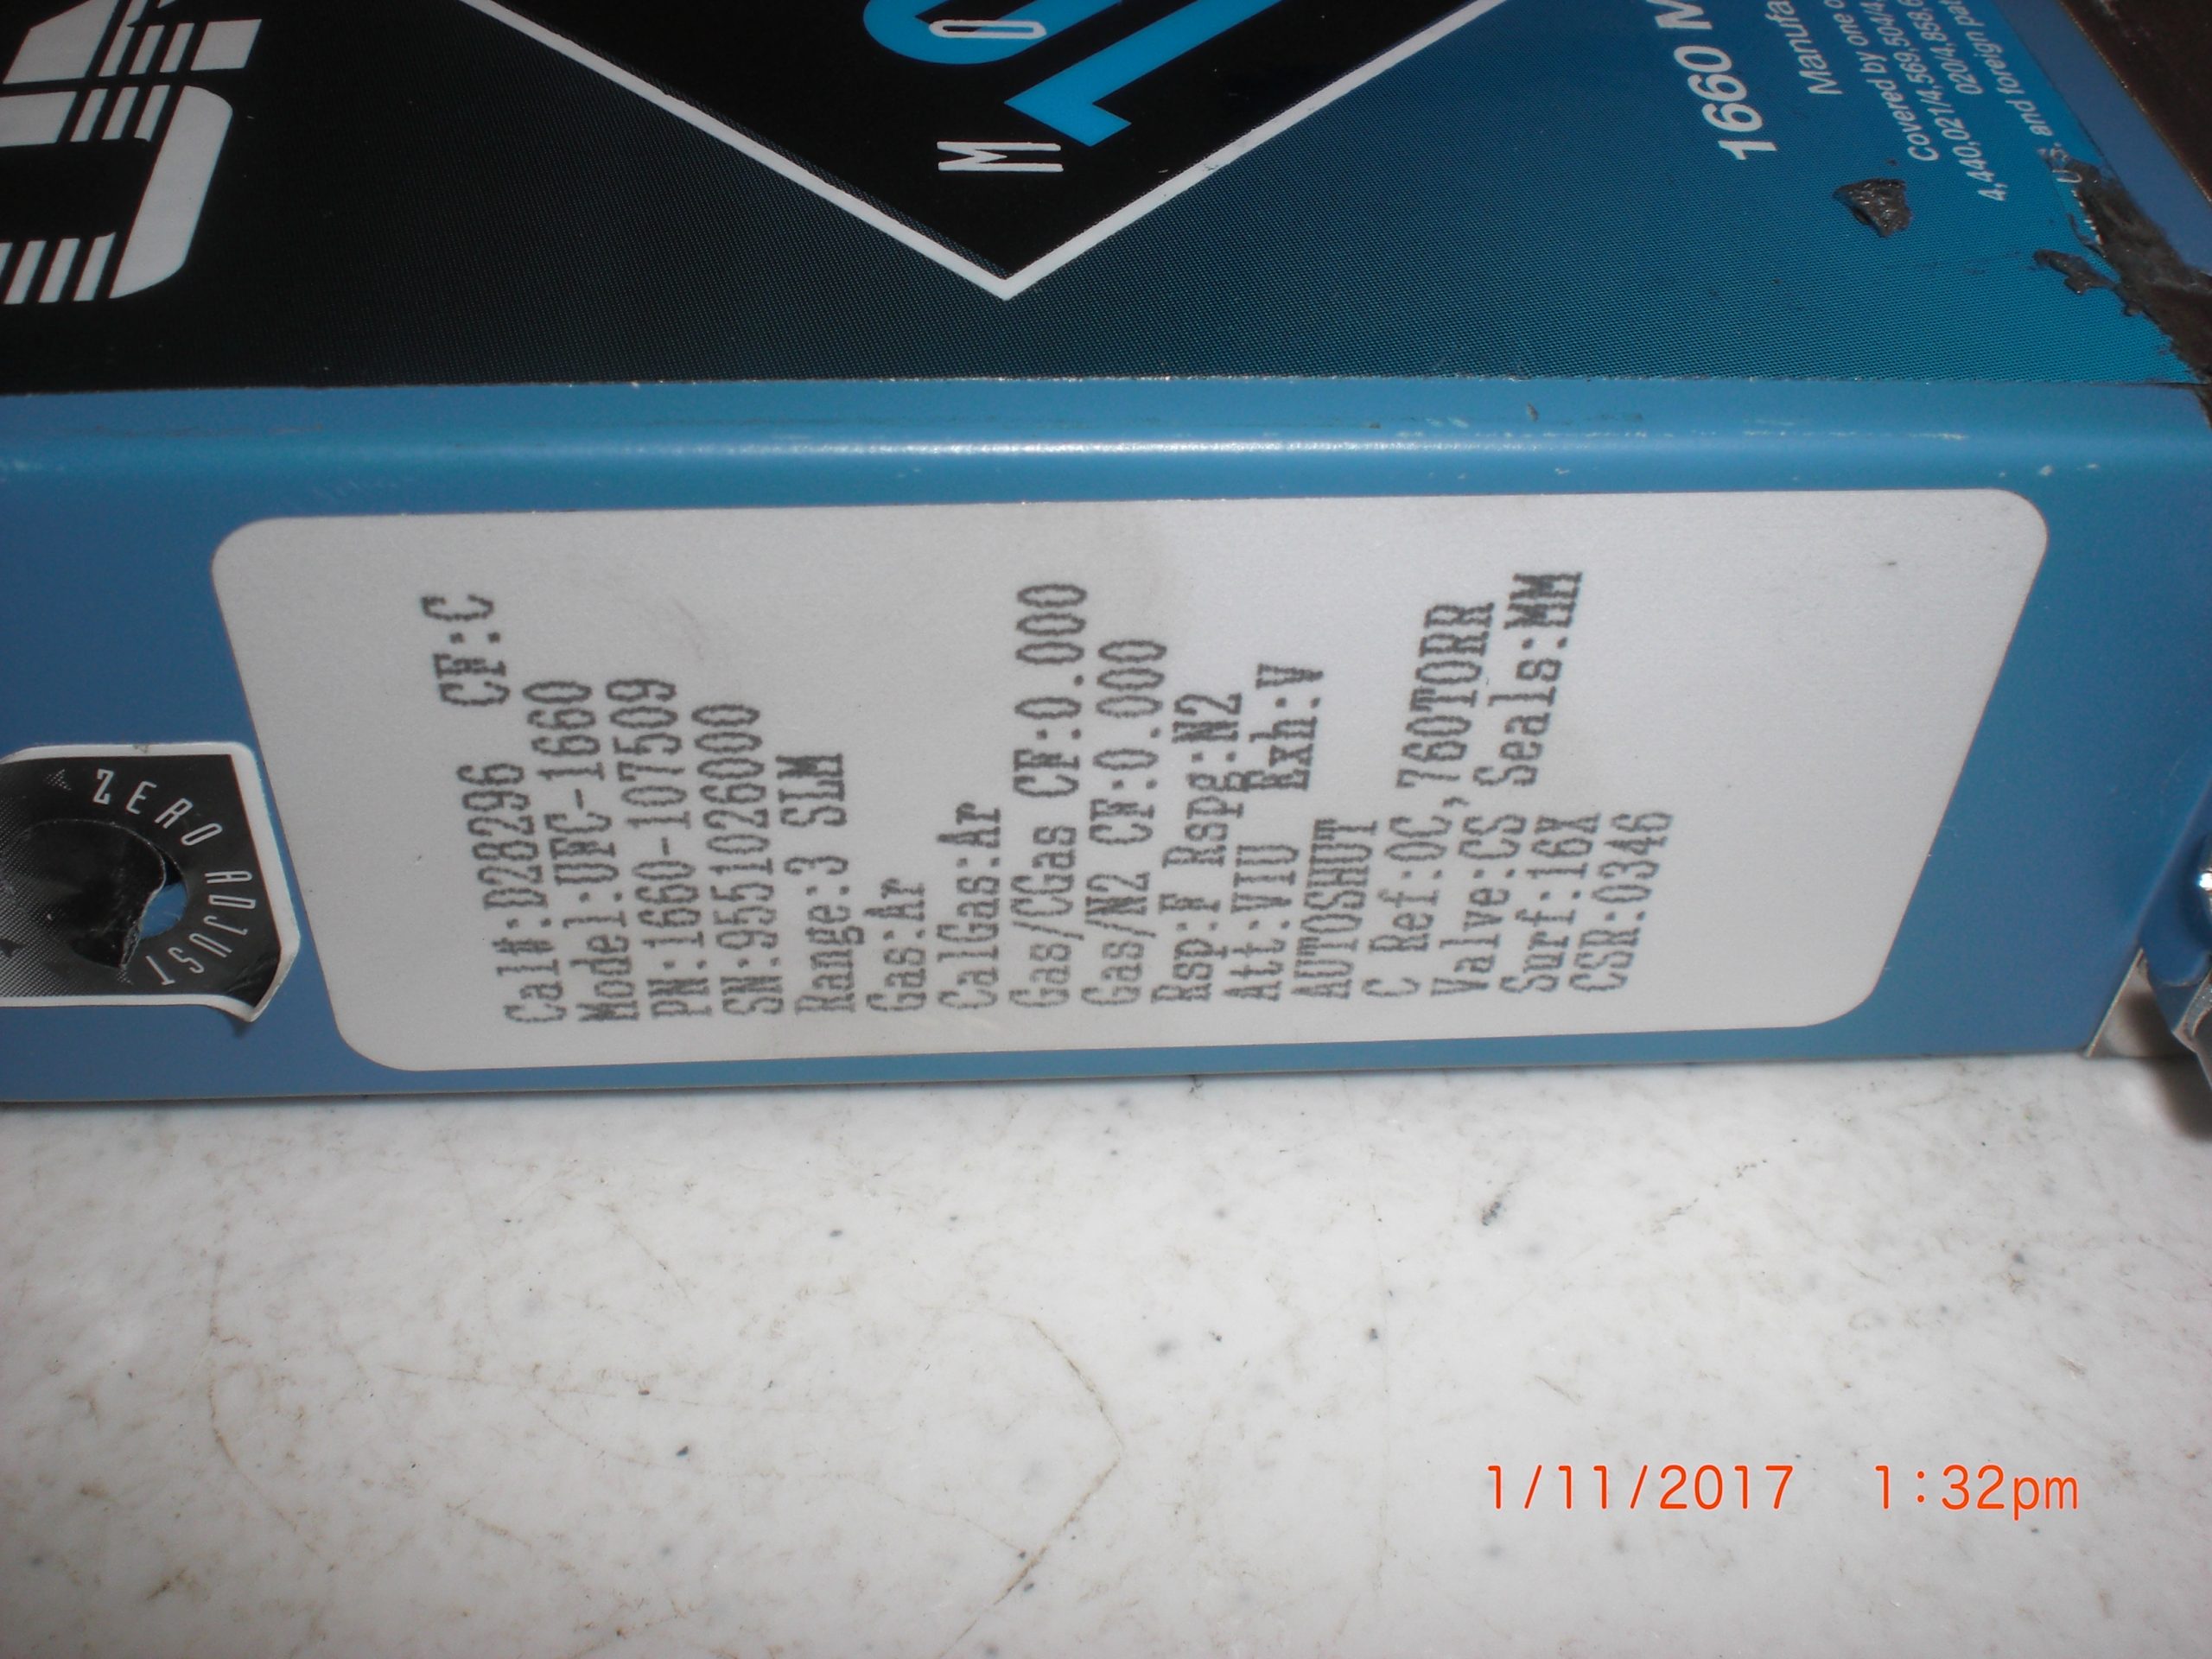 Cal#:D28296 CF:C
Model:UFC-1660
PN:1660-107509
SN:9551026000
Range:3 SLM
Gas:Ar
CalGas:Ar
Gas/CGas CF:0.000
Gas/N2 CF:0.000
Rsp:F Rspg:N2
Att:VIU Exh:V
AUTOSHUT
C Ref:0C,760TORR
Valve:CS Seals:MM
Surf:16X
CSR:0346
ZERO ADJUST
1660 M
Manufa
Covered by one o
4,440,021/4,569,504/4,
020/4,888,6
and foreign pat
U.S.
M O
1/11/2017 1:32pm